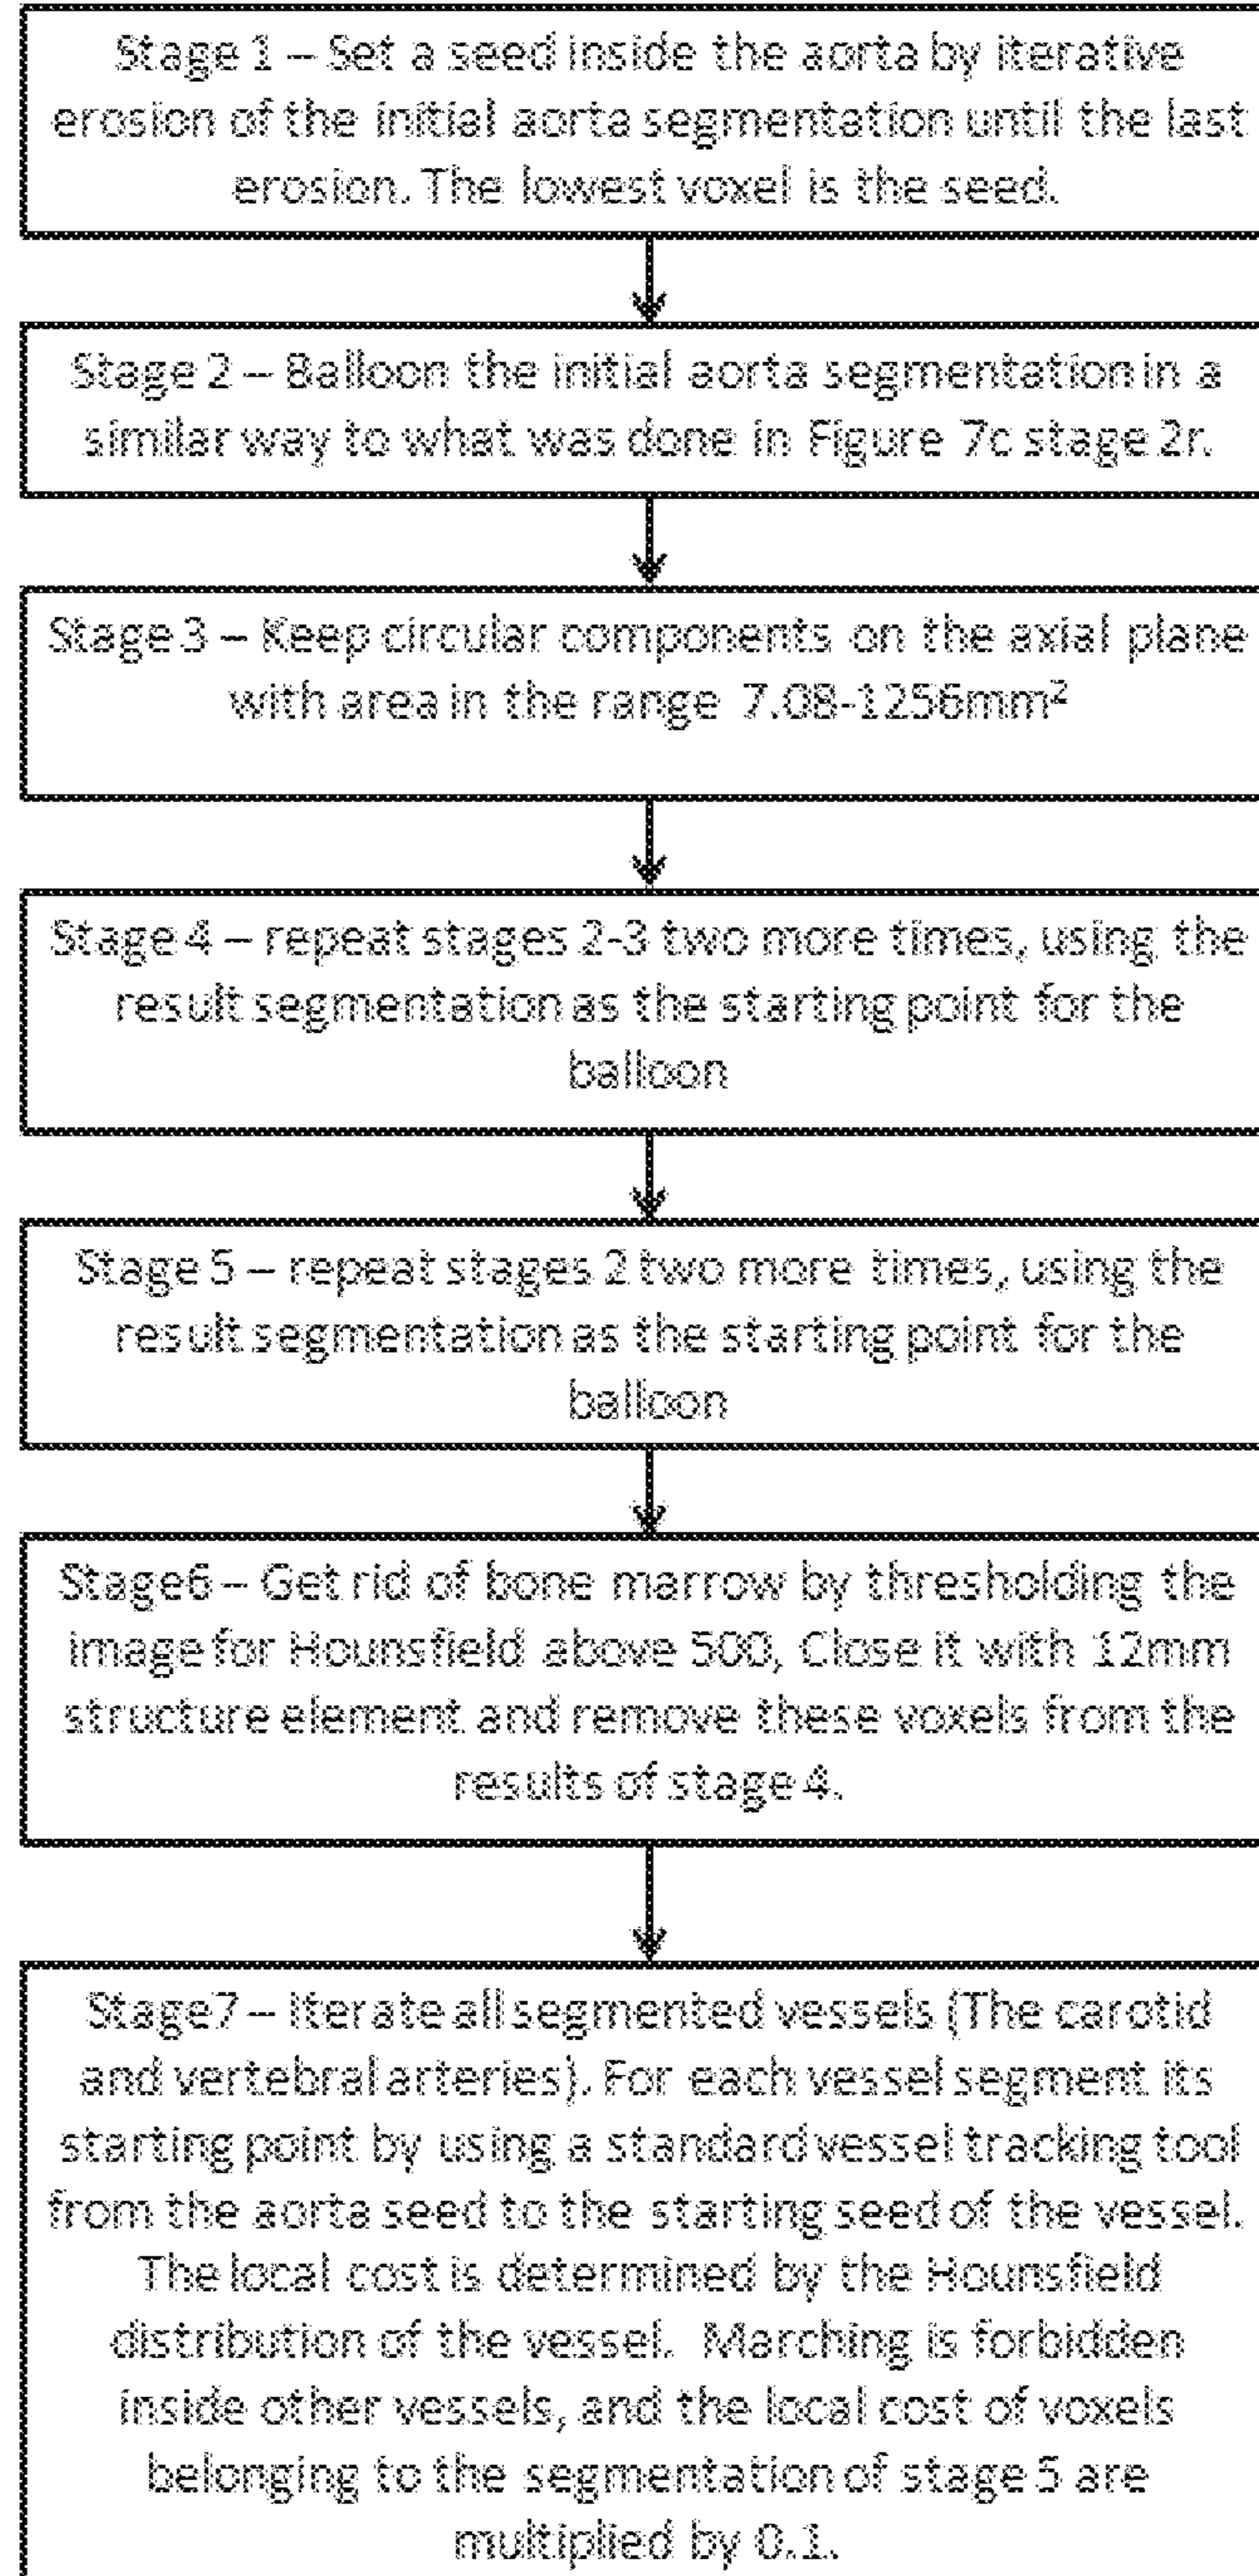 Stage 1 – Set a seed inside the aorta by iterative
erosion of the initial aorta segmentation until the last
erosion. The lowest voxel is the seed.
Stage 2 – Balloon the initial aorta segmentation in a
similar way to what was done in Figure 7c stage 2r.
Stage 3 – Keep circular components on the axial plane
with area in the range 7.08-1256mm²
Stage 4 – repeat stages 2-3 two more times, using the
result segmentation as the starting point for the
balloon
Stage 5 – repeat stages 2 two more times, using the
result segmentation as the starting point for the
balloon
Stage6 – Get rid of bone marrow by thresholding the
image for Hounsfield above 500, Close it with 12mm
structure element and remove these voxels from the
results of stage 4.
Stage7 – Iterate all segmented vessels (The carotid
and vertebral arteries). For each vessel segment its
starting point by using a standard vessel tracking tool
from the aorta seed to the starting seed of the vessel.
The local cost is determined by the Hounsfield
distribution of the vessel. Marching is forbidden
inside other vessels, and the local cost of voxels
belonging to the segmentation of stage 5 are
multiplied by 0.1.